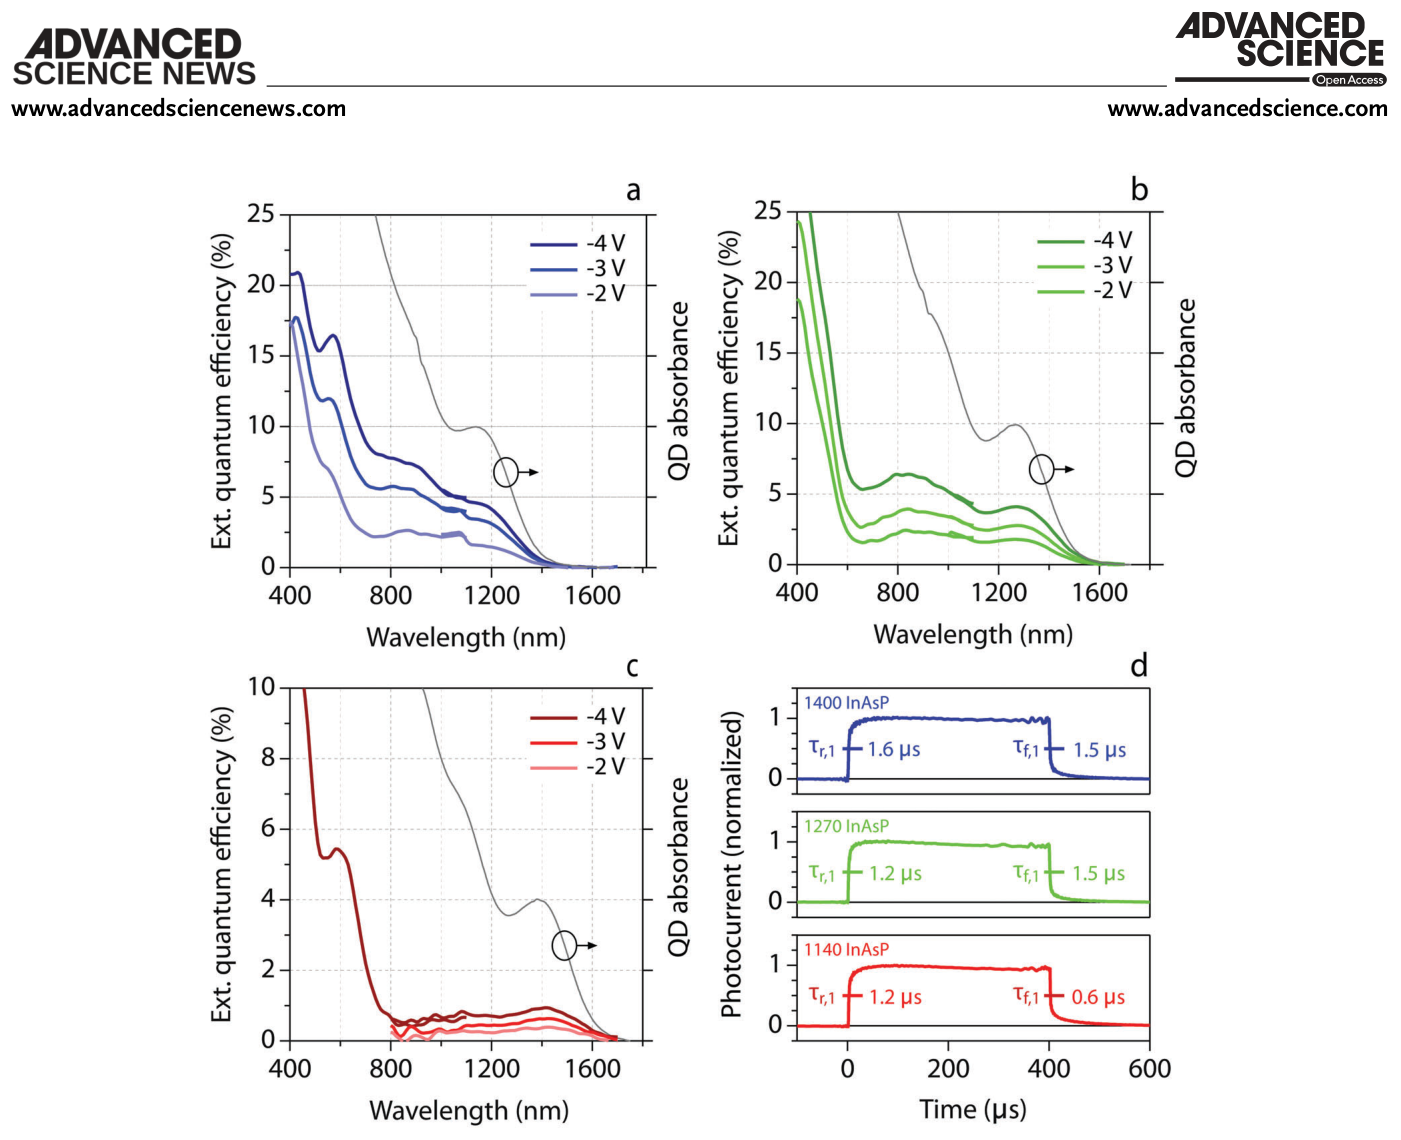 ADVANCED
SCIENCE NEWS
www.advancedsciencenews.com
ADVANCED
SCIENCE
Open Access
www.advancedscience.com
a
25
20
15
10
5
0
400
800
1200
1600
Ext. quantum efficiency (%)
Wavelength (nm)
QD absorbance
-4 V
-3 V
-2 V
b
25
20
15
10
5
0
400
800
1200
1600
Ext. quantum efficiency (%)
Wavelength (nm)
QD absorbance
-4 V
-3 V
-2 V
c
10
8
6
4
2
0
400
800
1200
1600
Ext. quantum efficiency (%)
Wavelength (nm)
QD absorbance
-4 V
-3 V
-2 V
d
Photocurrent (normalized)
1400 InAsP
1
0
τr,1 1.6 μs
τf,1 1.5 μs
1270 InAsP
1
0
τr,1 1.2 μs
τf,1 1.5 μs
1140 InAsP
1
0
τr,1 1.2 μs
τf,1 0.6 μs
0
200
400
600
Time (μs)